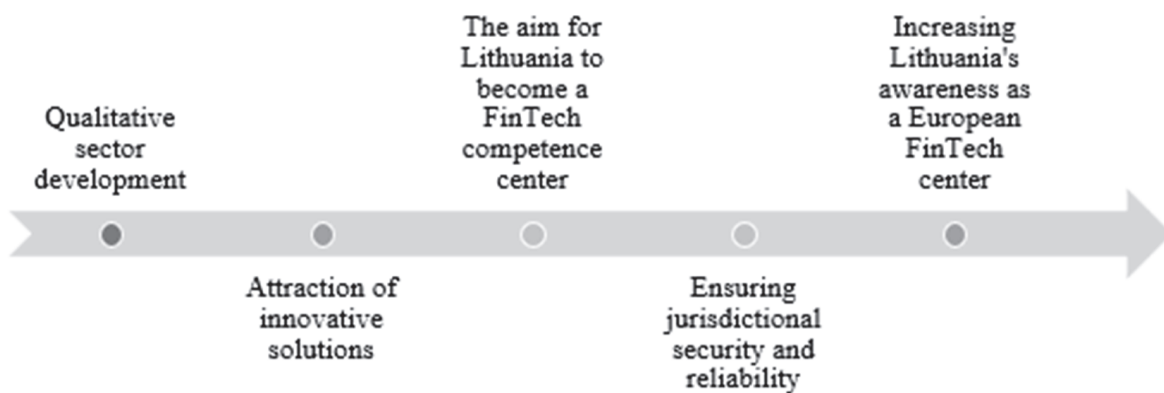 Qualitative
sector
development
Attraction of
innovative
solutions
The aim for
Lithuania to
become a
FinTech
competence
center
Ensuring
jurisdictional
security and
reliability
Increasing
Lithuania's
awareness as
a European
FinTech
center